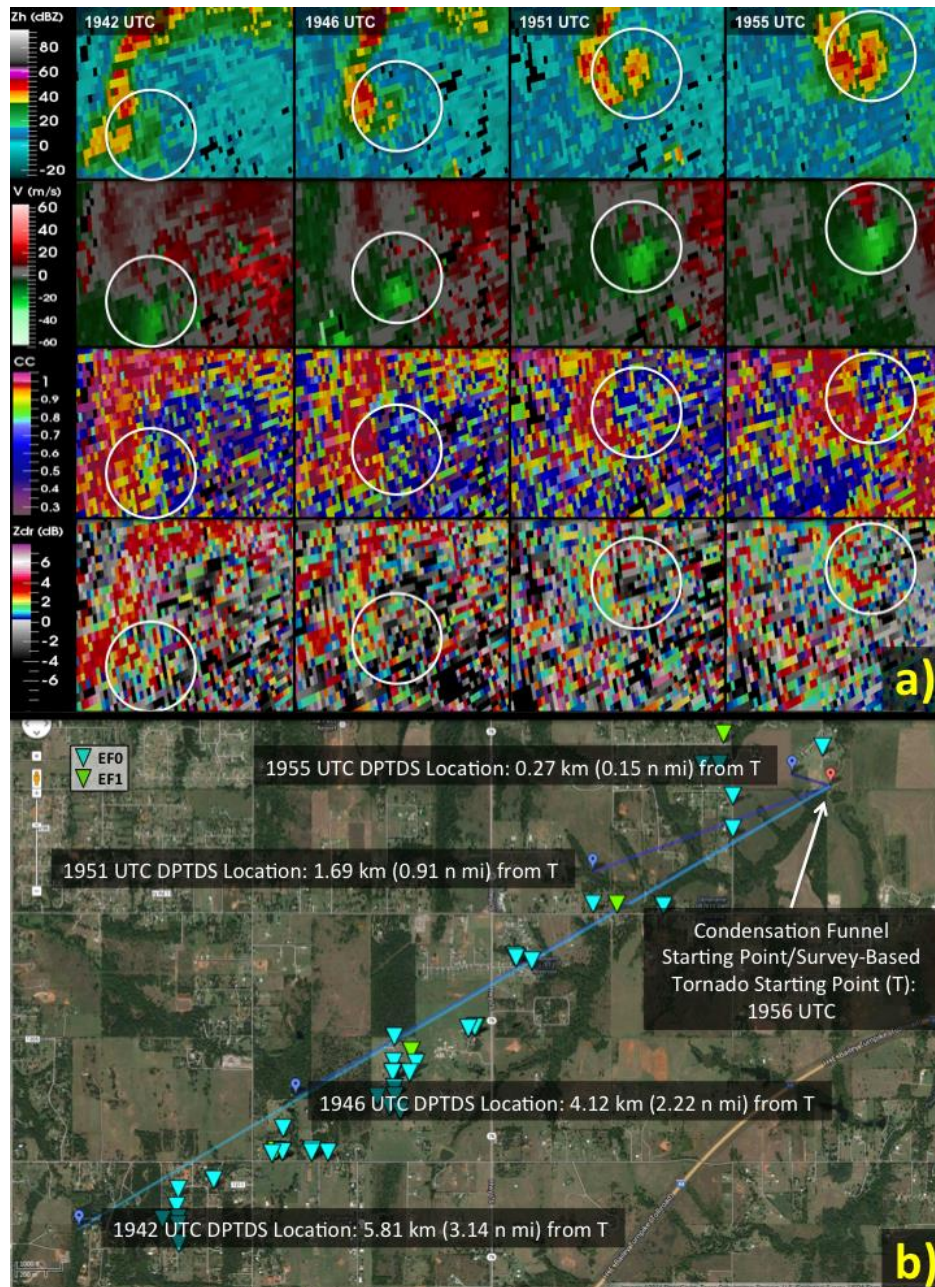 Zh (dBZ)
1942 UTC
1946 UTC
1951 UTC
1955 UTC
80
60
40
20
0
-20
V (m/s)
60
40
20
0
-20
-40
-60
CC
1
0.9
0.8
0.7
0.6
0.5
0.4
0.3
Zdr (dB)
6
4
2
0
-2
-4
-6
a)
EF0
EF1
1955 UTC DPTDS Location: 0.27 km (0.15 n mi) from T
1951 UTC DPTDS Location: 1.69 km (0.91 n mi) from T
Condensation Funnel
Starting Point/Survey-Based
Tornado Starting Point (T):
1956 UTC
1946 UTC DPTDS Location: 4.12 km (2.22 n mi) from T
1942 UTC DPTDS Location: 5.81 km (3.14 n mi) from T
b)